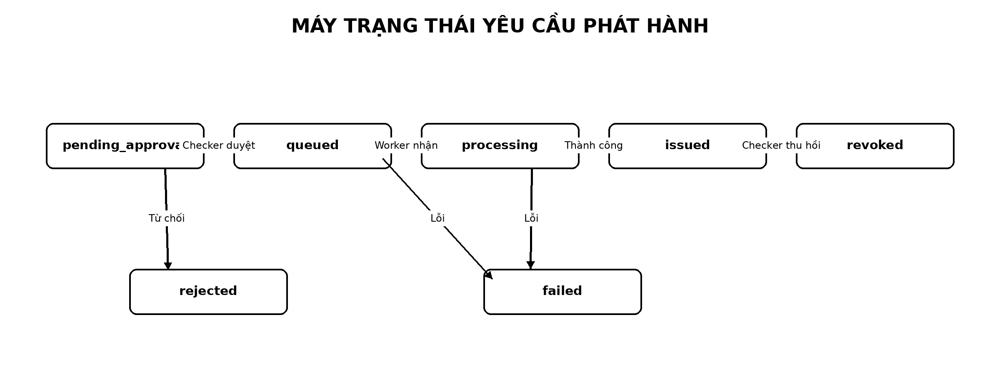 MÁY TRẠNG THÁI YÊU CẦU PHÁT HÀNH
pending_approva Checker duyệt queued Worker nhận processing Thành công issued Checker thu hồi revoked
Từ chối Lỗi Lỗi
rejected failed